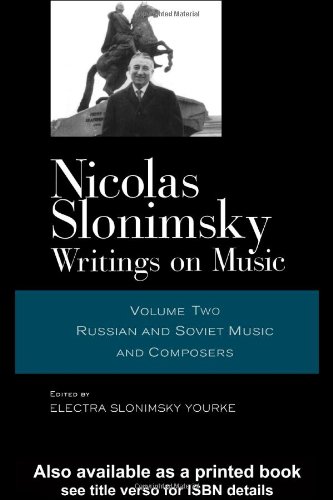 Nicolas
Slonimsky
Writings on Music
VOLUME TWO
RUSSIAN AND SOVIET MUSIC
AND COMPOSERS
EDITED BY
ELECTRA SLONIMSKY YOURKE
Also available as a printed book
see title verso for ISBN details